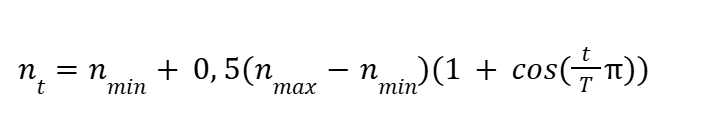 n_t = n_min + 0,5(n_max − n_min)(1 + cos(t/T π))